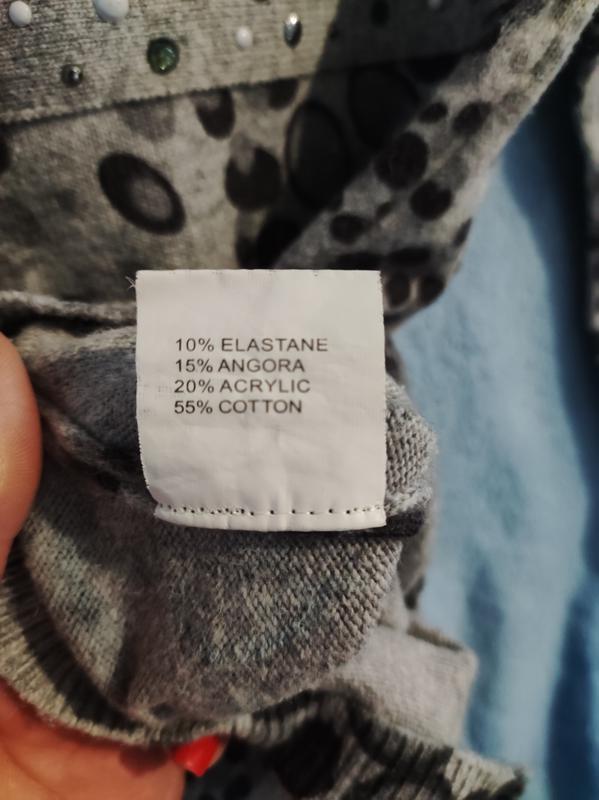 10% ELASTANE
15% ANGORA
20% ACRYLIC
55% COTTON